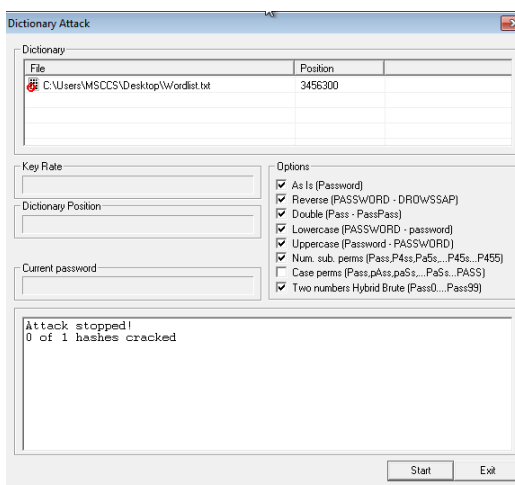 Dictionary Attack
Dictionary
File Position
C:\Users\MSCCS\Desktop\Wordlist.txt 3456300
Key Rate
Dictionary Position
Current password
Options
As Is (Password)
Reverse (PASSWORD - DROWSSAP)
Double (Pass - PassPass)
Lowercase (PASSWORD - password)
Uppercase (Password - PASSWORD)
Num. sub. perms (Pass,P4ss,Pa5s,...P45s...P455)
Case perms (Pass,pAss,paSs,...PaSs...PASS)
Two numbers Hybrid Brute (Pass0....Pass99)
Attack stopped!
0 of 1 hashes cracked
Start Exit